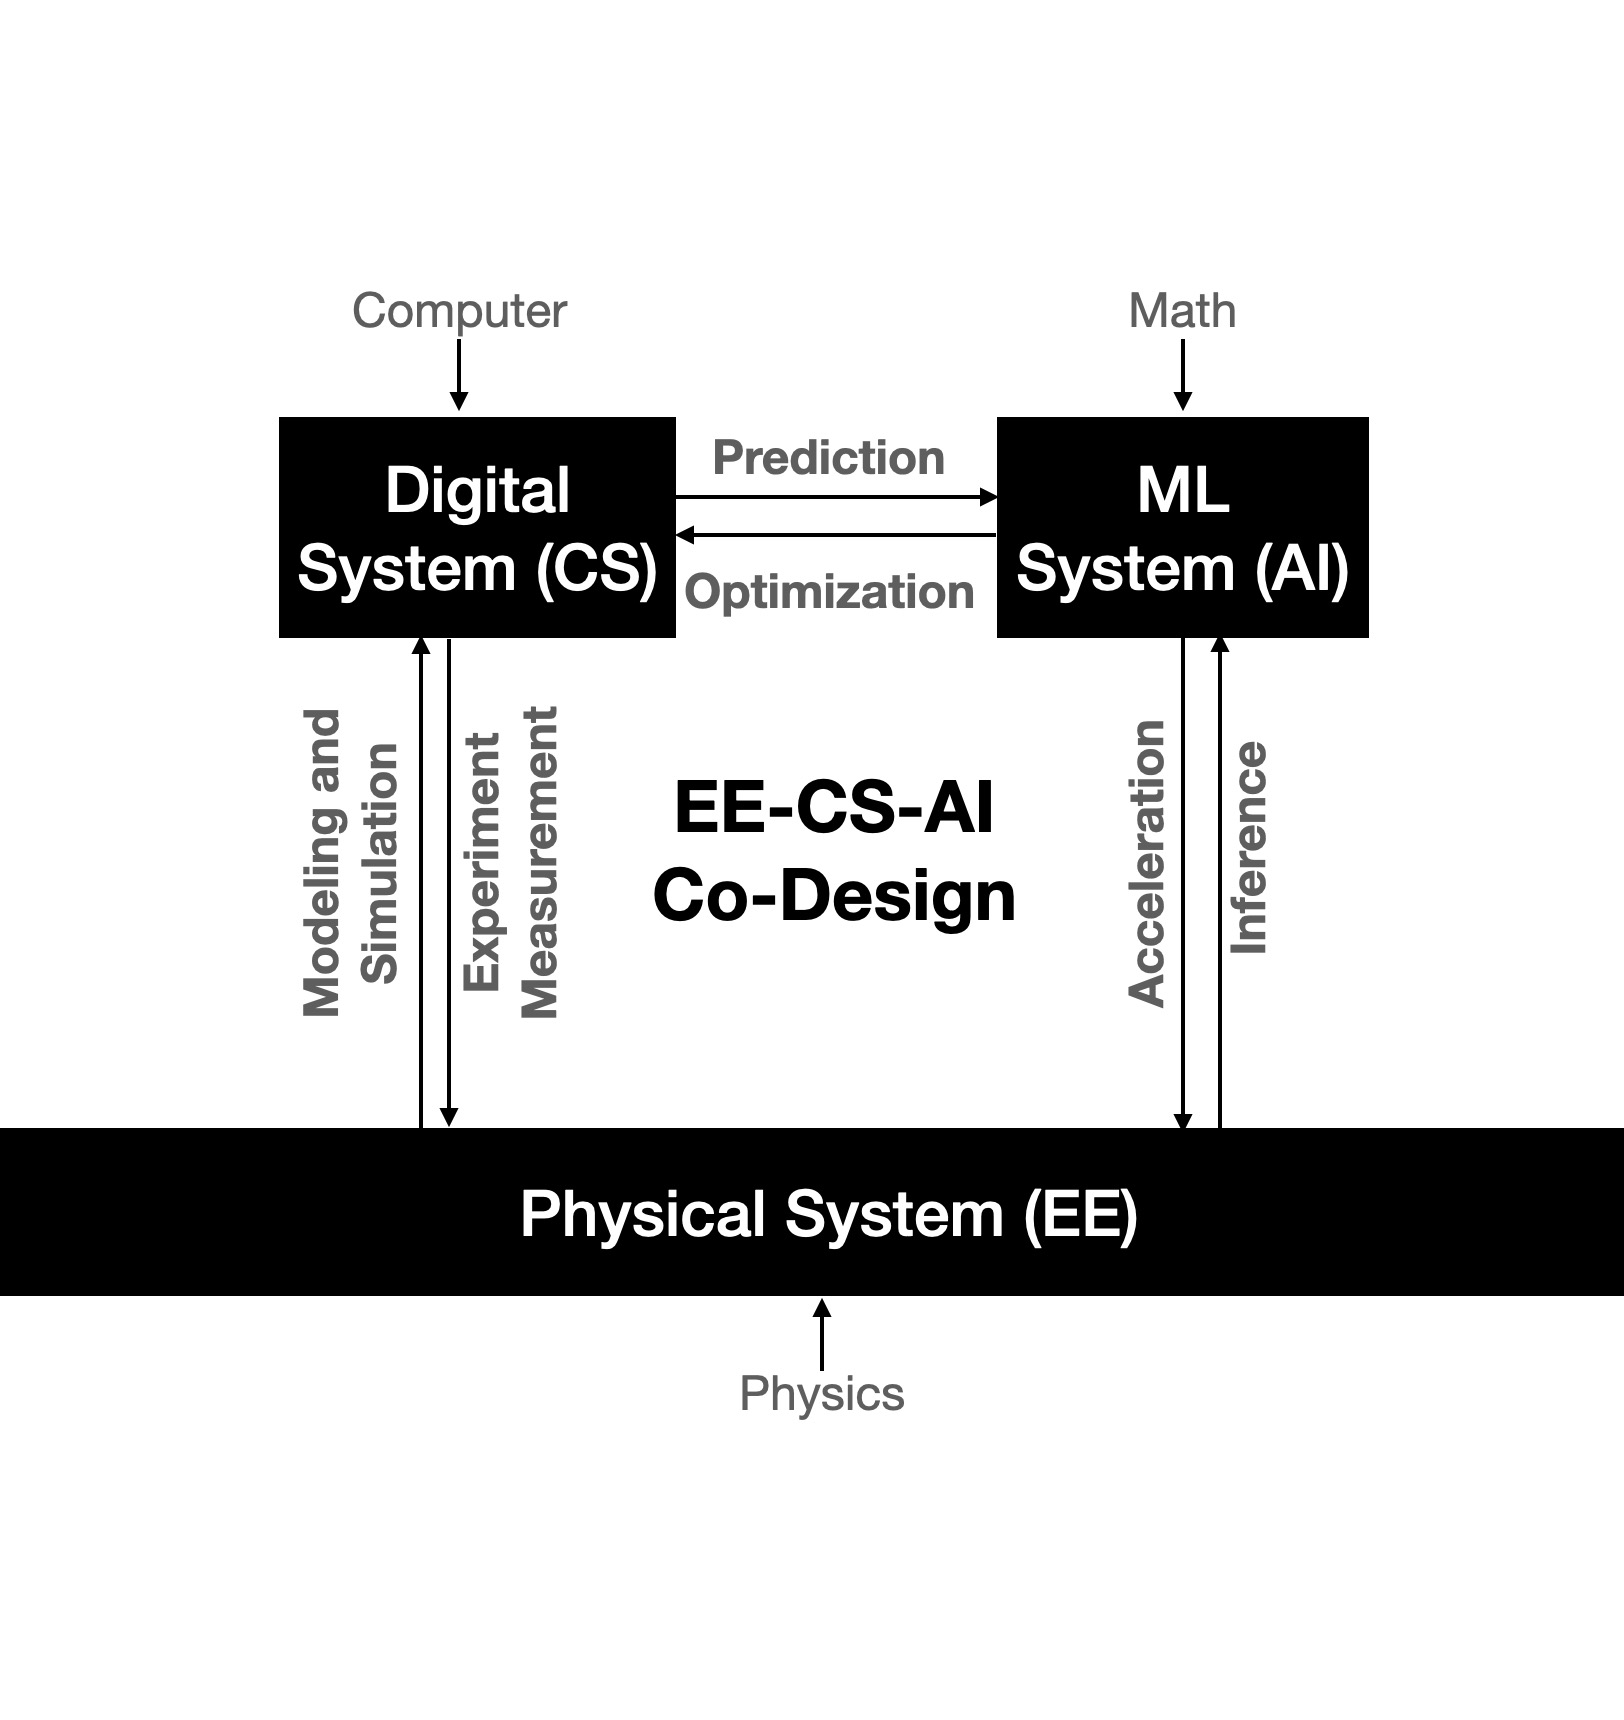 Computer
Math
Digital
System (CS)
Prediction
Optimization
ML
System (AI)
Modeling and
Simulation
Experiment
Measurement
EE-CS-AI
Co-Design
Acceleration
Inference
Physical System (EE)
Physics